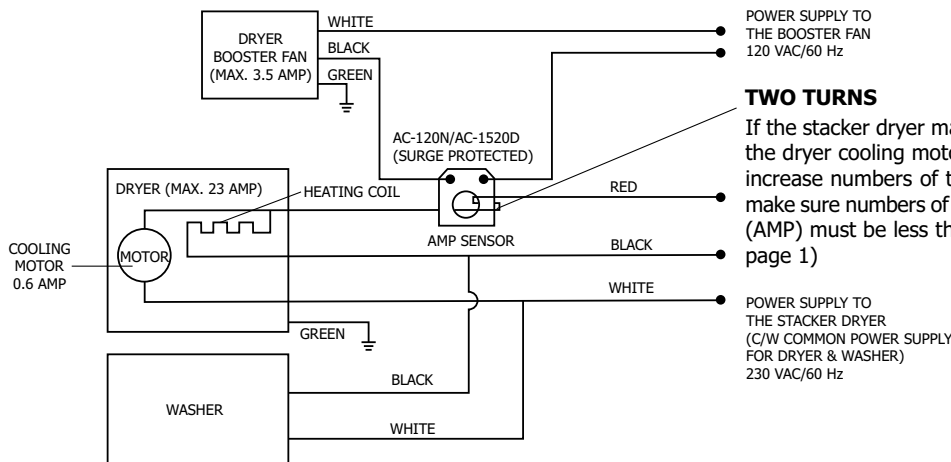 WHITE
DRYER
BOOSTER FAN
(MAX. 3.5 AMP)
BLACK
GREEN
POWER SUPPLY TO
THE BOOSTER FAN
120 VAC/60 Hz
TWO TURNS
If the stacker dryer ma
the dryer cooling moto
increase numbers of t
make sure numbers of
(AMP) must be less th
page 1)
AC-120N/AC-1520D
(SURGE PROTECTED)
AMP SENSOR
RED
DRYER (MAX. 23 AMP)
HEATING COIL
COOLING
MOTOR
0.6 AMP
MOTOR
BLACK
WHITE
GREEN
POWER SUPPLY TO
THE STACKER DRYER
(C/W COMMON POWER SUPPLY
FOR DRYER & WASHER)
230 VAC/60 Hz
WASHER
BLACK
WHITE